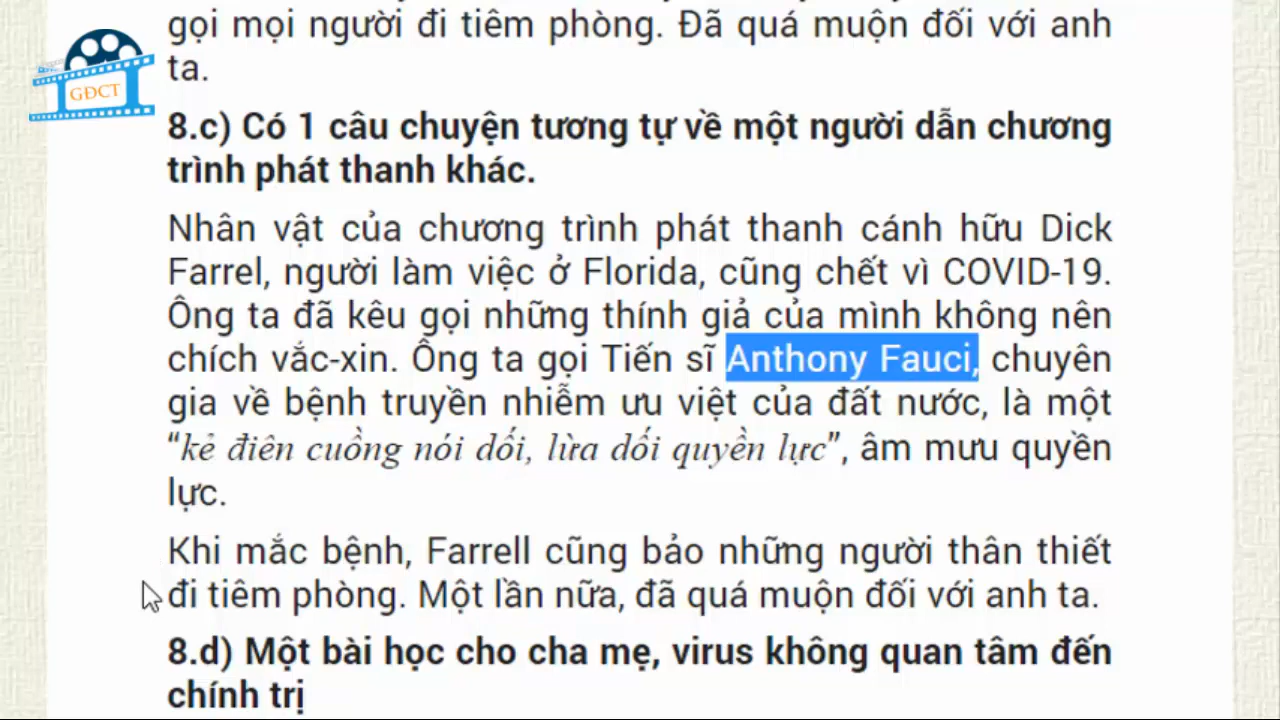 gọi mọi người đi tiêm phòng. Đã quá muộn đối với anh
ta.
GĐCT
8.c) Có 1 câu chuyện tương tự về một người dẫn chương
trình phát thanh khác.
Nhân vật của chương trình phát thanh cánh hữu Dick
Farrel, người làm việc ở Florida, cũng chết vì COVID-19.
Ông ta đã kêu gọi những thính giả của mình không nên
chích vắc-xin. Ông ta gọi Tiến sĩ Anthony Fauci, chuyên
gia về bệnh truyền nhiễm ưu việt của đất nước, là một
“kẻ điên cuồng nói dối, lừa dối quyền lực”, âm mưu quyền
lực.
Khi mắc bệnh, Farrell cũng bảo những người thân thiết
đi tiêm phòng. Một lần nữa, đã quá muộn đối với anh ta.
8.d) Một bài học cho cha mẹ, virus không quan tâm đến
chính trị